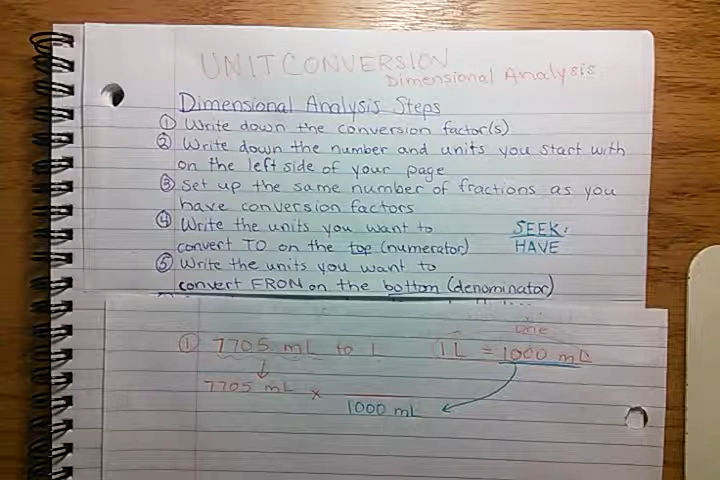 UNIT CONVERSION
Dimensional Analysis
Dimensional Analysis Steps
① Write down the conversion factor(s)
② Write down the number and units you start with
on the left side of your page
③ Set up the same number of fractions as you
have conversion factors
④ Write the units you want to
convert TO on the top (numerator)
SEEK:
HAVE
⑤ Write the units you want to
convert FROM on the bottom (denominator)
① 7705 mL to L
1 L = 1000 mL
7705 mL ×
1000 mL